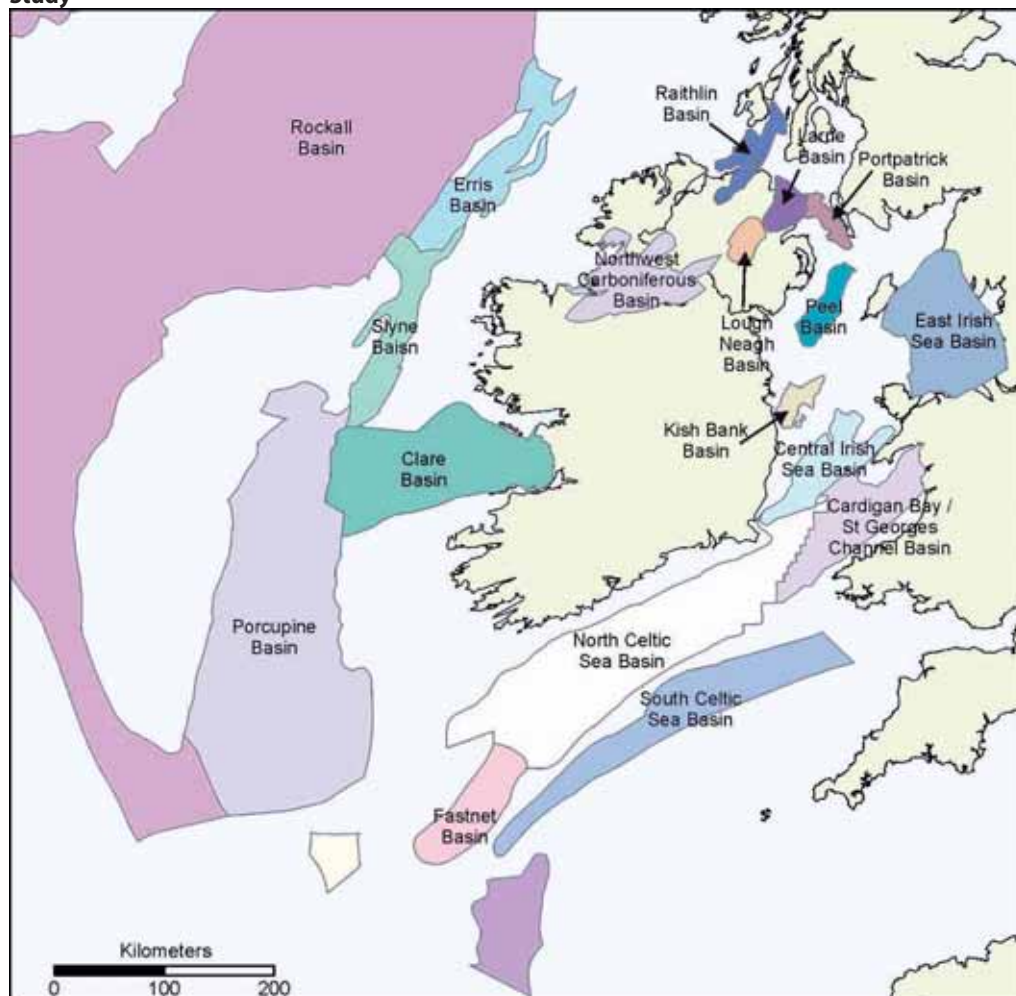 Study
Raithlin
Basin
Larne
Basin
Portpatrick
Basin
Rockall
Basin
Erris
Basin
Northwest
Carboniferous
Basin
Slyne
Baisn
Lough
Neagh
Basin
Peel
Basin
East Irish
Sea Basin
Kish Bank
Basin
Central Irish
Sea Basin
Clare
Basin
Cardigan Bay /
St Georges
Channel Basin
Porcupine
Basin
North Celtic
Sea Basin
South Celtic
Sea Basin
Fastnet
Basin
Kilometers
0 100 200